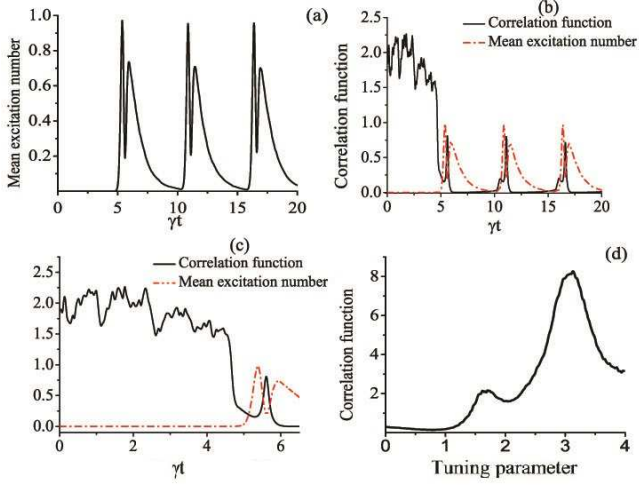 (a)
Mean excitation number
1.0
0.8
0.6
0.4
0.2
0 5 10 15 20
γt
(b)
Correlation function
Mean excitation number
Correlation function
2.5
2.0
1.5
1.0
0.5
0.0
0 5 10 15 20
γt
(c)
Correlation function
Mean excitation number
2.5
2.0
1.5
1.0
0.5
0.0
0 2 4 6
γt
(d)
Correlation function
8
6
4
2
0 1 2 3 4
Tuning parameter